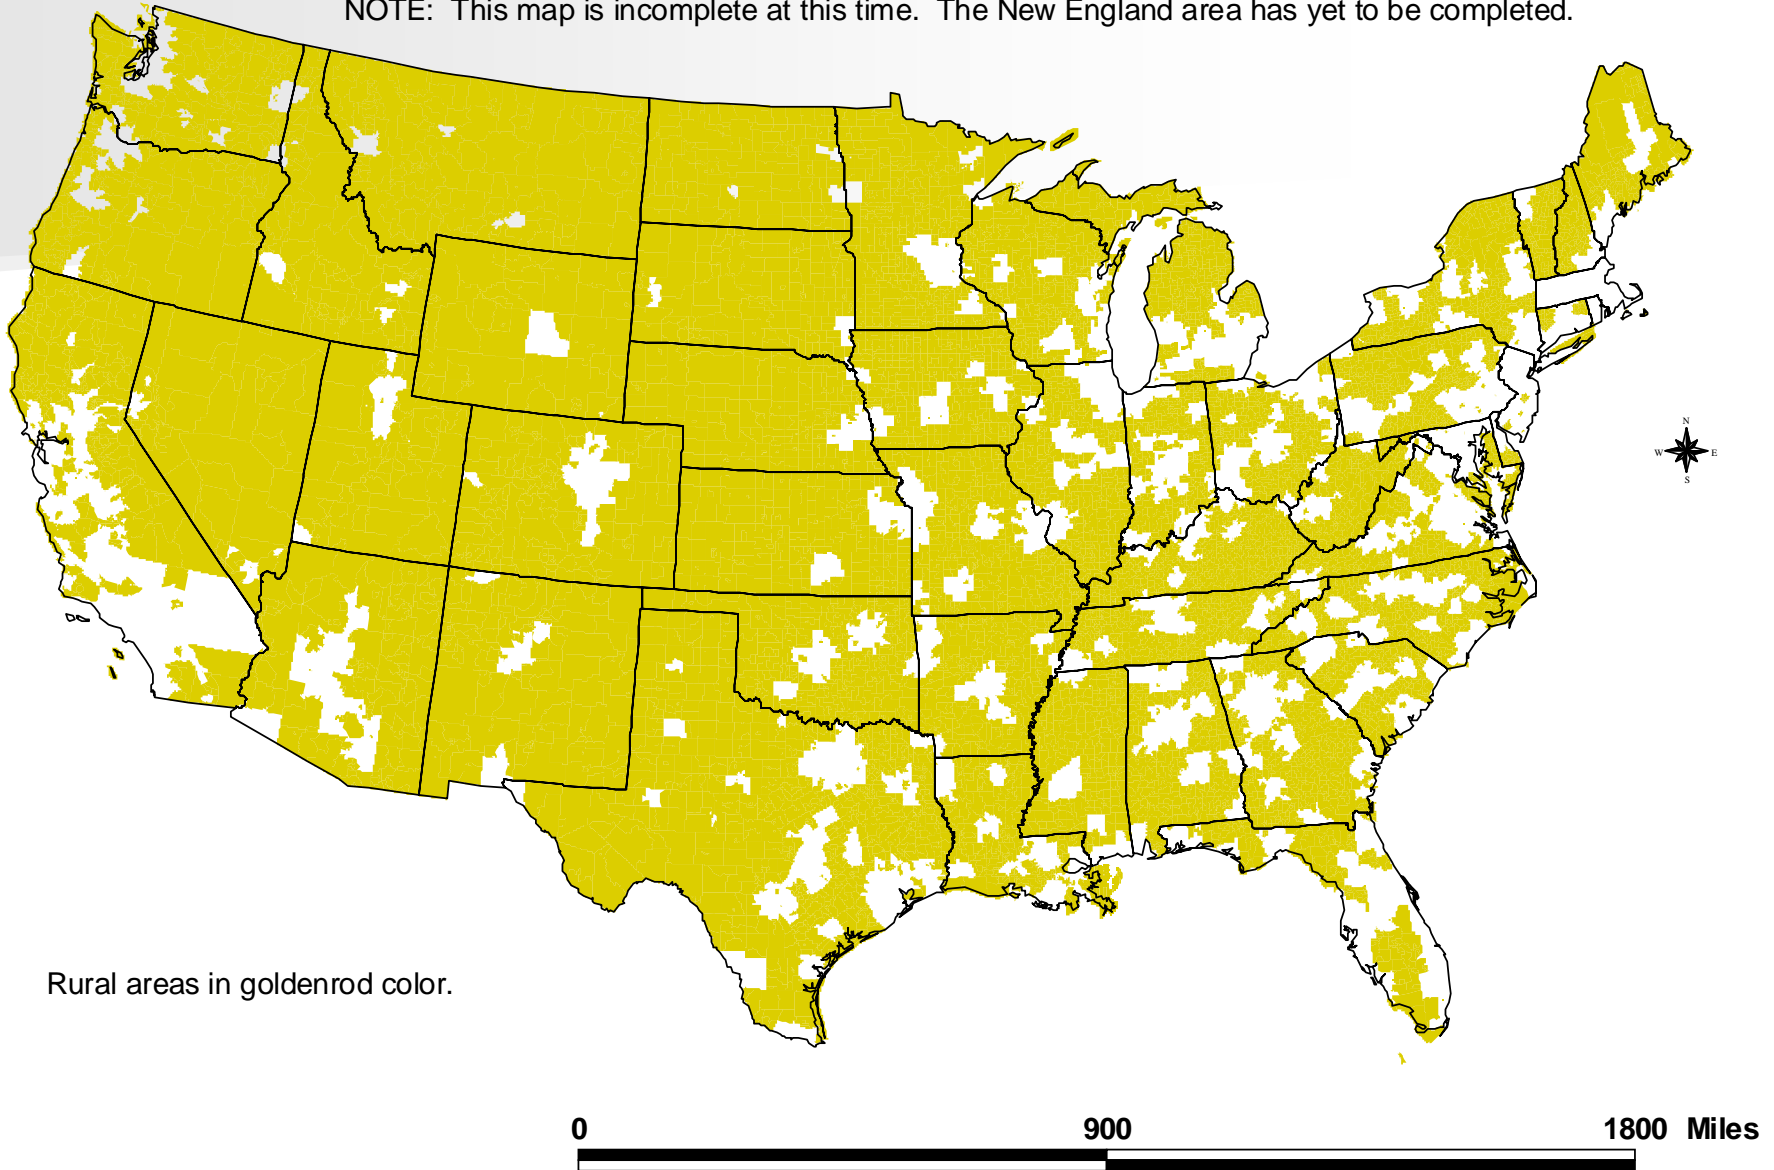 NOTE:  This map is incomplete at this time.  The New England area has yet to be completed.
N
W E
S
Rural areas in goldenrod color.
0 900 1800 Miles